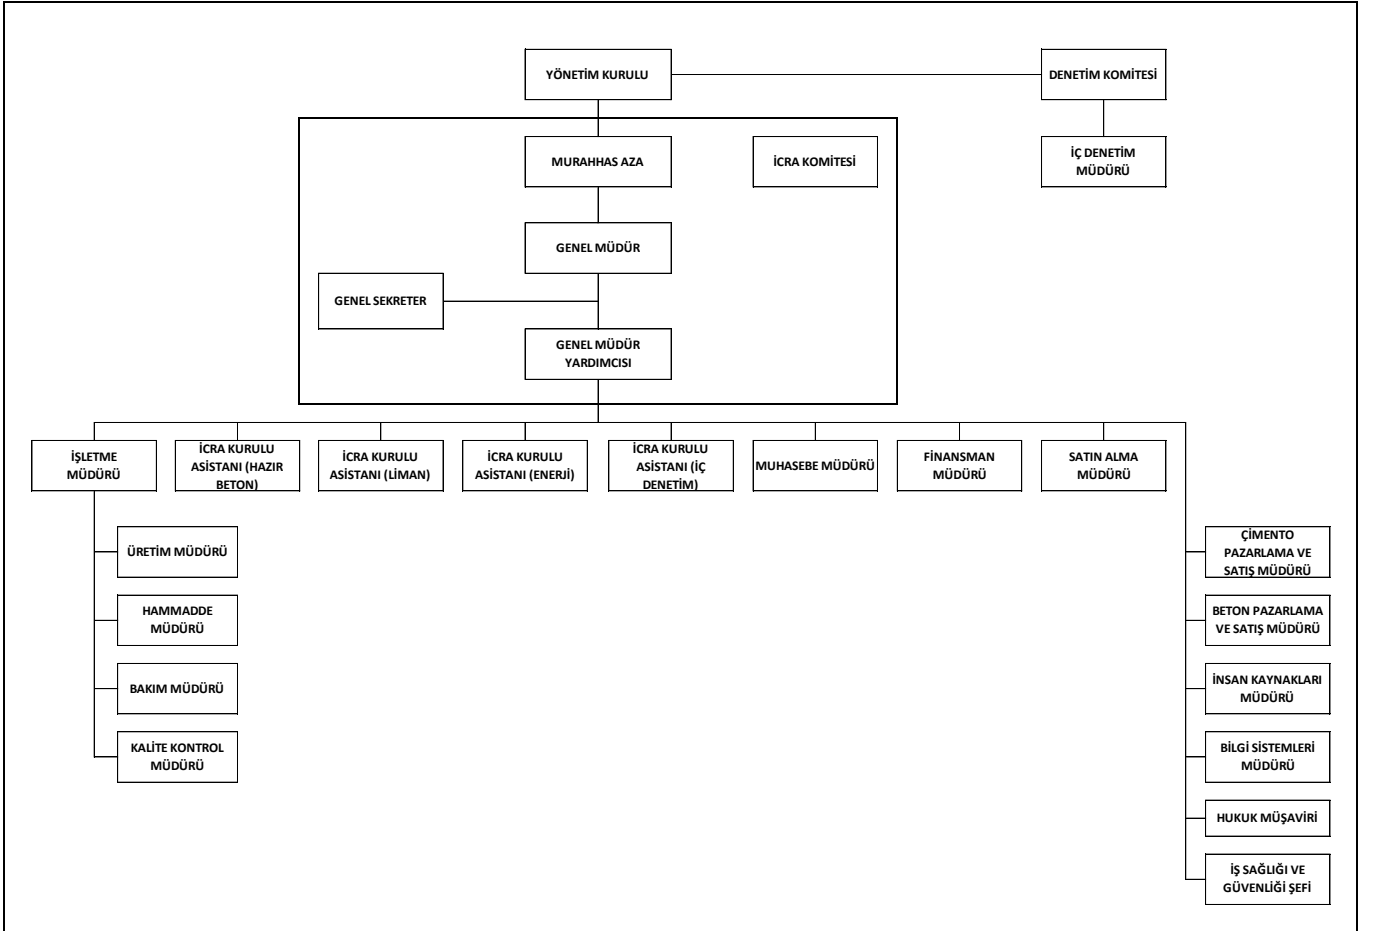 YÖNETİM KURULU
DENETİM KOMİTESİ
MURAHHAS AZA
İCRA KOMİTESİ
İÇ DENETİM
MÜDÜRÜ
GENEL MÜDÜR
GENEL SEKRETER
GENEL MÜDÜR
YARDIMCISI
İŞLETME
MÜDÜRÜ
İCRA KURULU
ASİSTANI (HAZIR
BETON)
İCRA KURULU
ASİSTANI (LİMAN)
İCRA KURULU
ASİSTANI (ENERJİ)
İCRA KURULU
ASİSTANI (İÇ
DENETİM)
MUHASEBE MÜDÜRÜ
FİNANSMAN
MÜDÜRÜ
SATIN ALMA
MÜDÜRÜ
ÜRETİM MÜDÜRÜ
HAMMADDE
MÜDÜRÜ
BAKIM MÜDÜRÜ
KALİTE KONTROL
MÜDÜRÜ
ÇİMENTO
PAZARLAMA VE
SATIŞ MÜDÜRÜ
BETON PAZARLAMA
VE SATIŞ MÜDÜRÜ
İNSAN KAYNAKLARI
MÜDÜRÜ
BİLGİ SİSTEMLERİ
MÜDÜRÜ
HUKUK MÜŞAVİRİ
İŞ SAĞLIĞI VE
GÜVENLİĞİ ŞEFİ